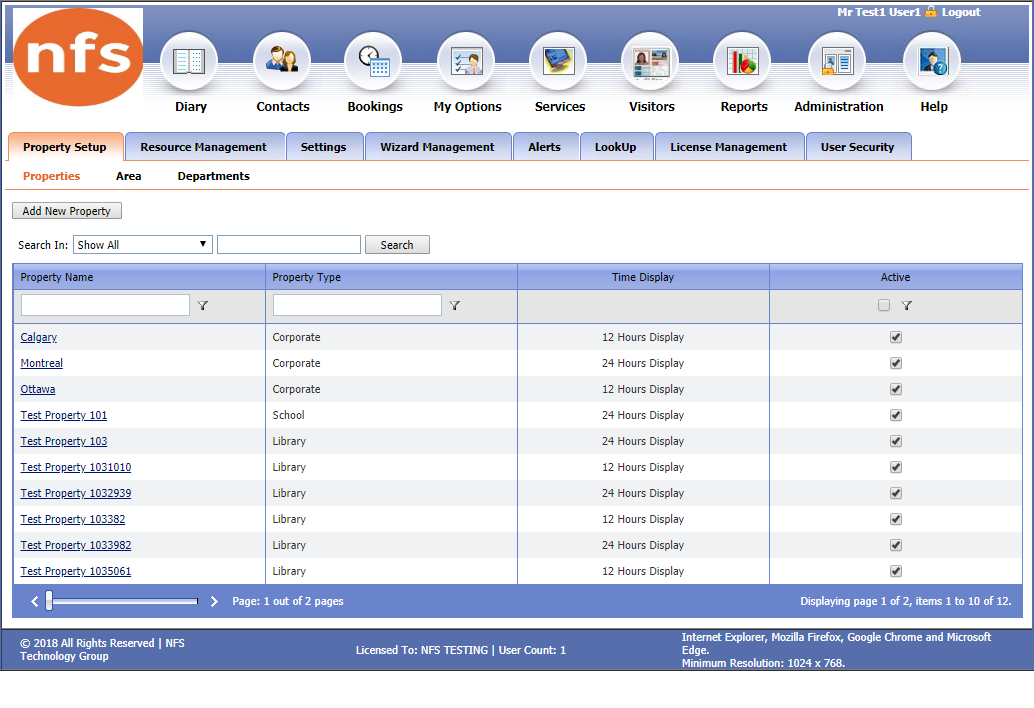 Mr Test1 User1 Logout
nfs
Diary Contacts Bookings My Options Services Visitors Reports Administration Help
Property Setup Resource Management Settings Wizard Management Alerts LookUp License Management User Security
Properties Area Departments
Add New Property
Search In: Show All Search
Property Name Property Type Time Display Active
Calgary Corporate 12 Hours Display
Montreal Corporate 24 Hours Display
Ottawa Corporate 12 Hours Display
Test Property 101 School 24 Hours Display
Test Property 103 Library 24 Hours Display
Test Property 1031010 Library 12 Hours Display
Test Property 1032939 Library 24 Hours Display
Test Property 103382 Library 12 Hours Display
Test Property 1033982 Library 24 Hours Display
Test Property 1035061 Library 12 Hours Display
Page: 1 out of 2 pages Displaying page 1 of 2, items 1 to 10 of 12.
© 2018 All Rights Reserved | NFS
Technology Group
Licensed To: NFS TESTING | User Count: 1
Internet Explorer, Mozilla Firefox, Google Chrome and Microsoft
Edge.
Minimum Resolution: 1024 x 768.